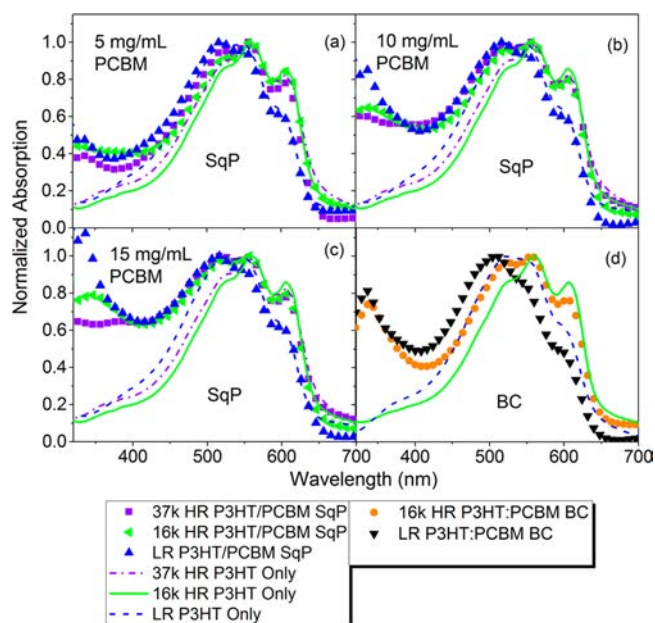 5 mg/mL
PCBM
(a)
SqP
10 mg/mL
PCBM
(b)
SqP
15 mg/mL
PCBM
(c)
SqP
(d)
BC
Normalized Absorption
1.0
0.8
0.6
0.4
0.2
0.0
1.0
0.8
0.6
0.4
0.2
0.0
400 500 600 700 400 500 600 700
Wavelength (nm)
37k HR P3HT/PCBM SqP
16k HR P3HT/PCBM SqP
LR P3HT/PCBM SqP
37k HR P3HT Only
16k HR P3HT Only
LR P3HT Only
16k HR P3HT:PCBM BC
LR P3HT:PCBM BC